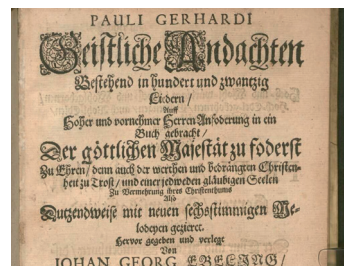 PAULI GERHARDI
Geistliche Andachten
Bestehend in hundert und zwantzig
Liedern /
Auff
Hoher und vornehmer Herren Anfoderung in ein
Buch gebracht /
Der göttlichen Majestät zu foderst
Zu Ehren / denn auch der werthen und bedrängten Christen-
heit zu Trost / und einer jedweden gläubigen Seelen
Zu Vermehrung ihres Christenthums
Also
Dutzendweise mit neuen sechsstimmigen Me-
lodeyen gezieret.
Hervor gegeben und verlegt
Von
JOHAN GEORG EBELING /